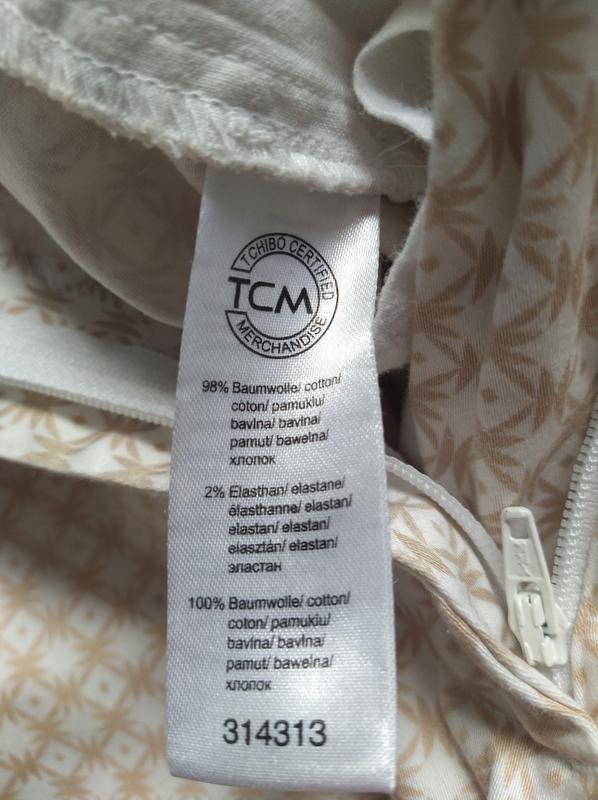 TCHIBO CERTIFIED
TCM
MERCHANDISE
98% Baumwolle/ cotton/
coton/ pamuklu/
bavlna/ bavlna/
pamut/ bawełna/
хлопок
2% Elasthan/ elastane/
élasthanne/ elastan/
elastan/ elastan/
elasztán/ elastan/
эластан
100% Baumwolle/ cotton/
coton/ pamuklu/
bavlna/ bavlna/
pamut/ bawełna/
хлопок
314313